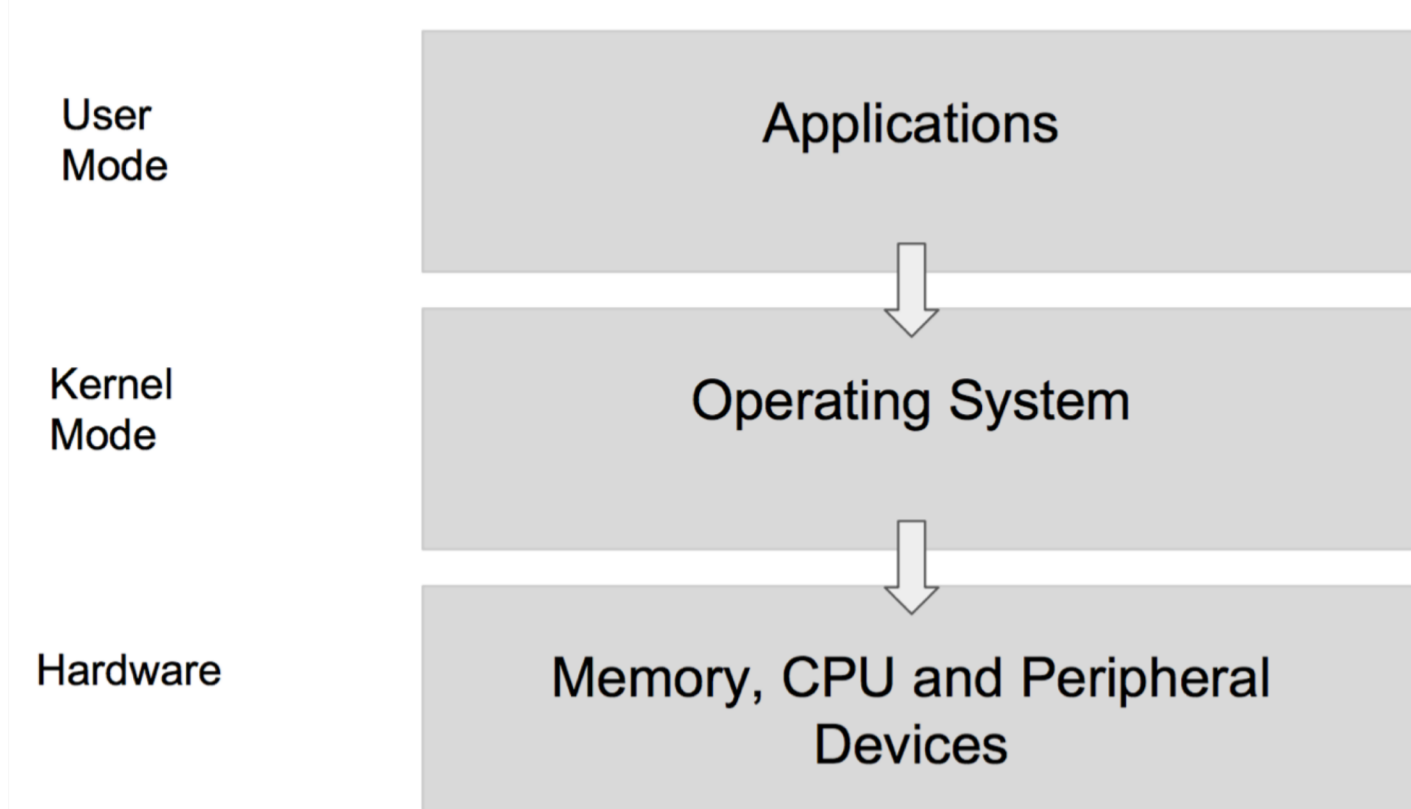 User
Mode
Applications
Kernel
Mode
Operating System
Hardware
Memory, CPU and Peripheral
Devices